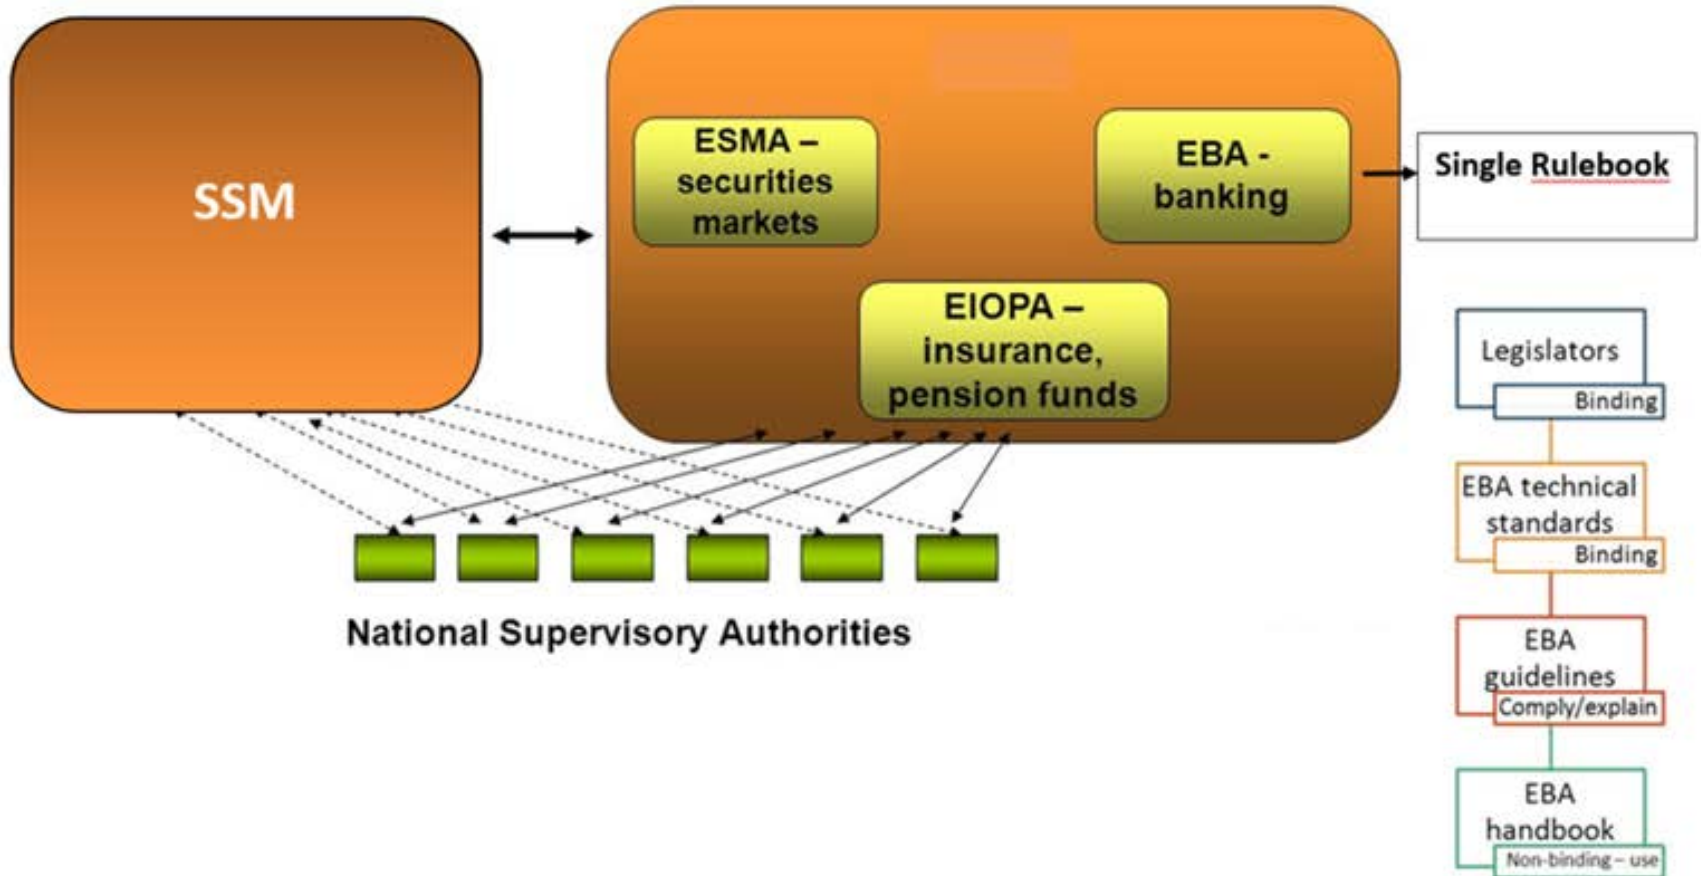 SSM
ESMA –
securities
markets
EBA -
banking
EIOPA –
insurance,
pension funds
Single Rulebook
National Supervisory Authorities
Legislators
Binding
EBA technical
standards
Binding
EBA
guidelines
Comply/explain
EBA
handbook
Non-binding – use